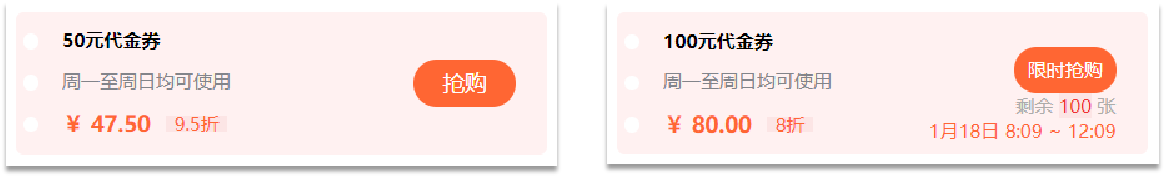 50元代金券
周一至周日均可使用
抢购
¥ 47.50 9.5折
100元代金券
周一至周日均可使用
限时抢购
剩余 100 张
¥ 80.00 8折
1月18日 8:09 ~ 12:09